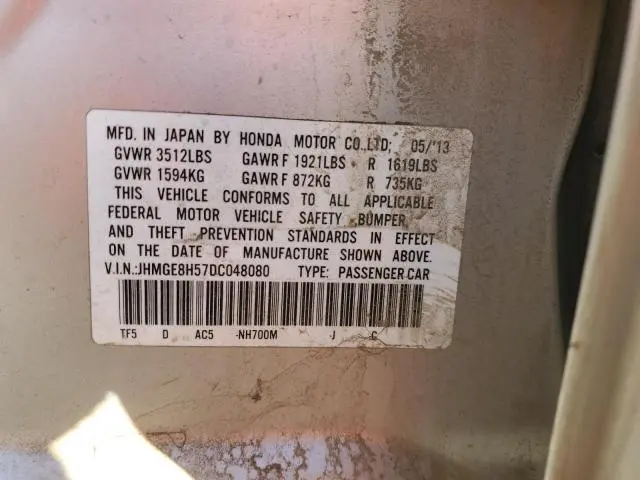 MFD. IN JAPAN BY HONDA MOTOR CO.,LTD; 05/'13
GVWR 3512LBS GAWR F 1921LBS R 1619LBS
GVWR 1594KG GAWR F 872KG R 735KG
THIS VEHICLE CONFORMS TO ALL APPLICABLE
FEDERAL MOTOR VEHICLE SAFETY BUMPER
AND THEFT PREVENTION STANDARDS IN EFFECT
ON THE DATE OF MANUFACTURE SHOWN ABOVE.
V.I.N.:JHMGE8H57DC048080 TYPE: PASSENGER CAR
TF5 D AC5 -NH700M -J C